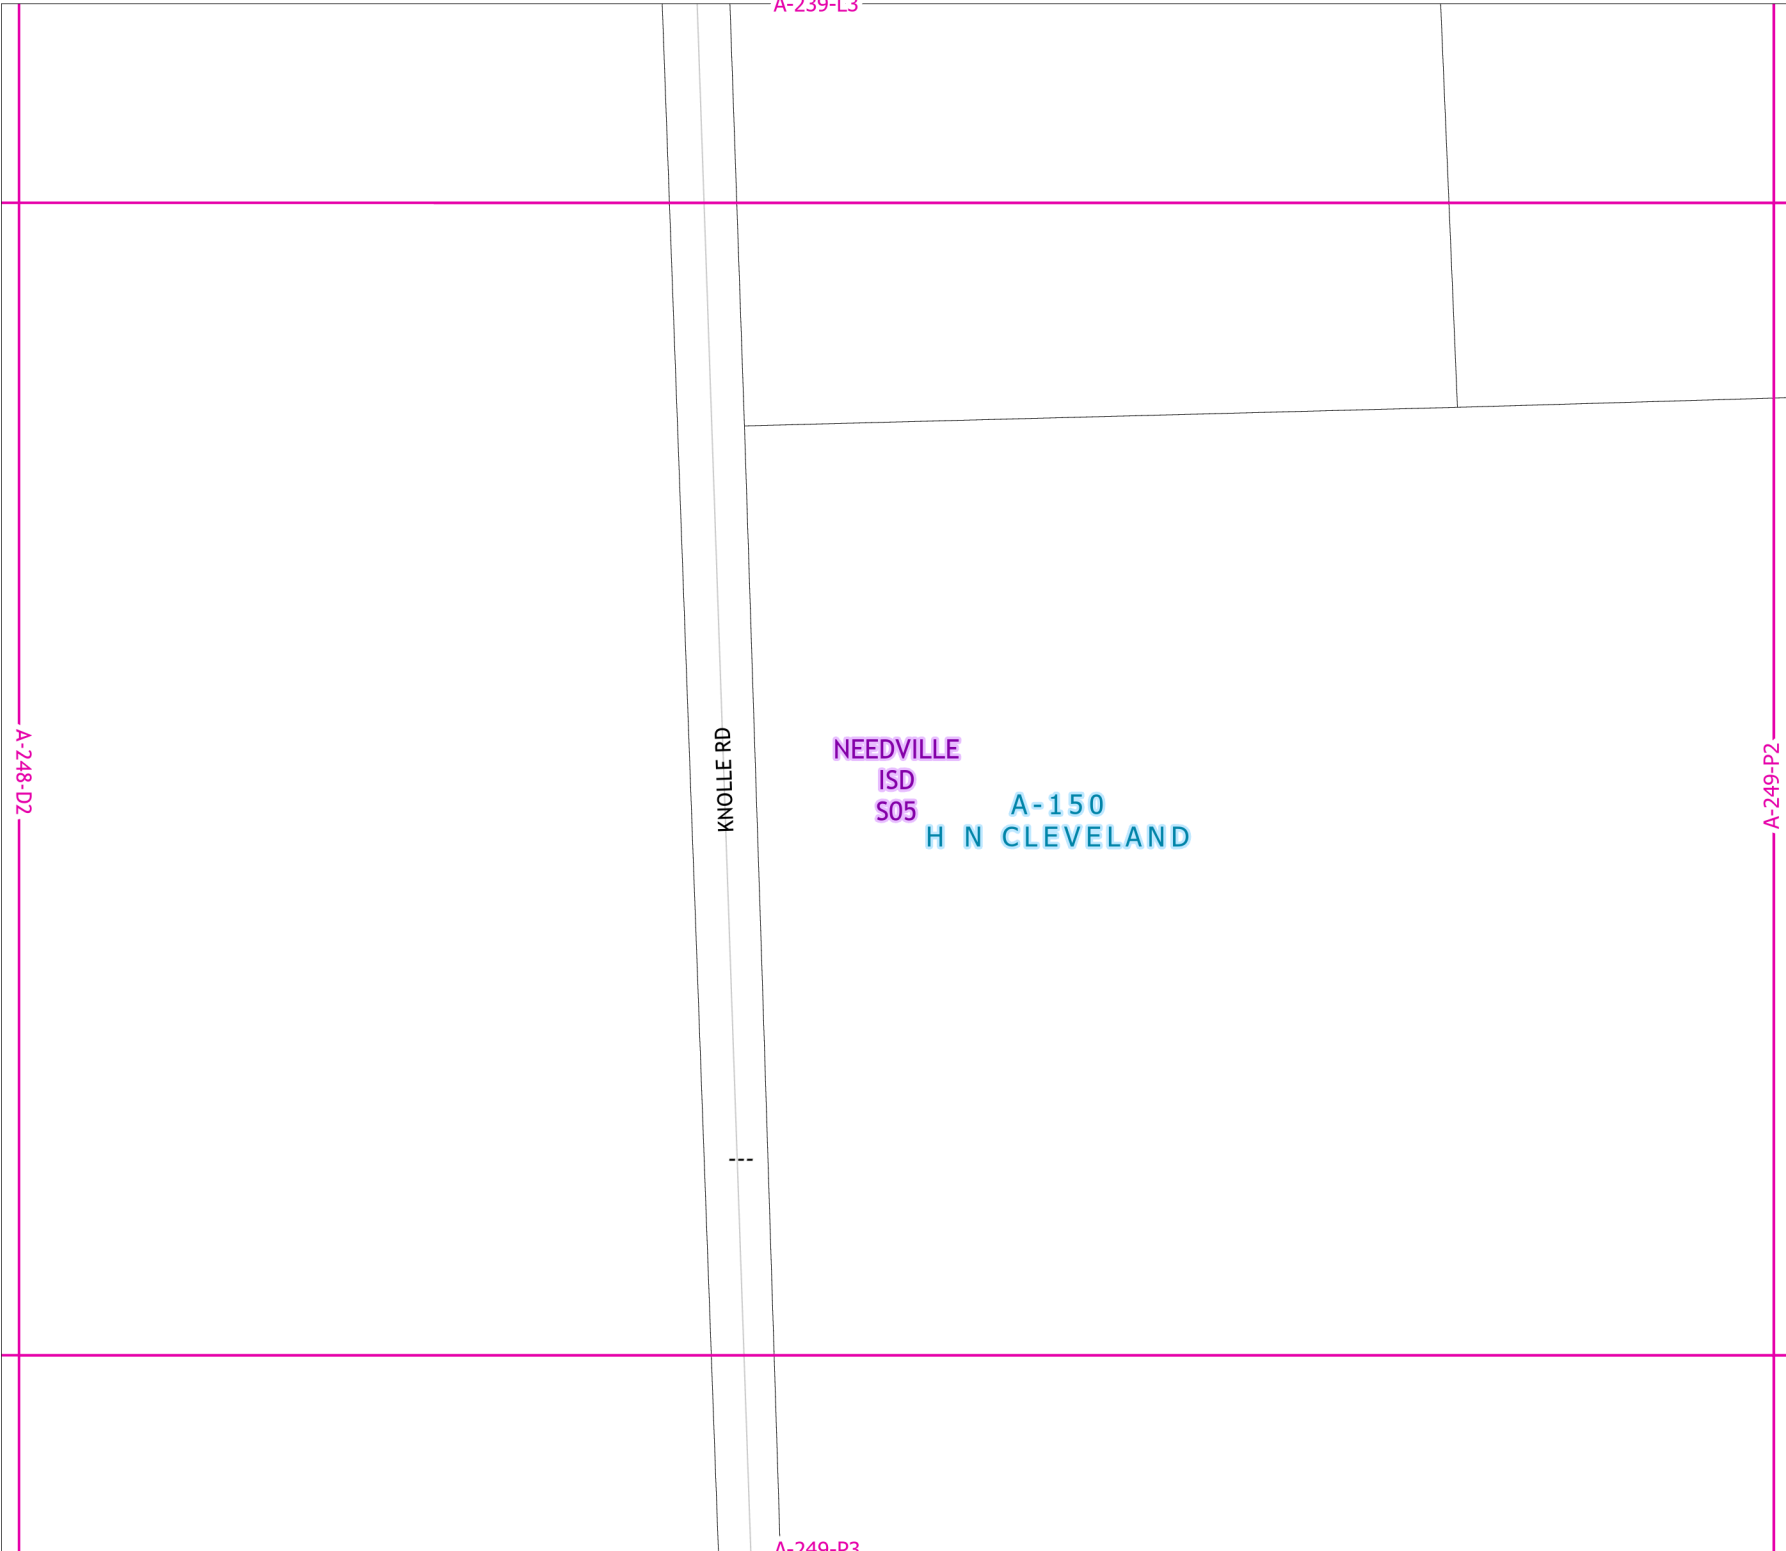 A-239-L3
A-248-D2
KNOLLE RD
NEEDVILLE
ISD
S05
A-150
H N CLEVELAND
A-249-P2
---
A-249-P3